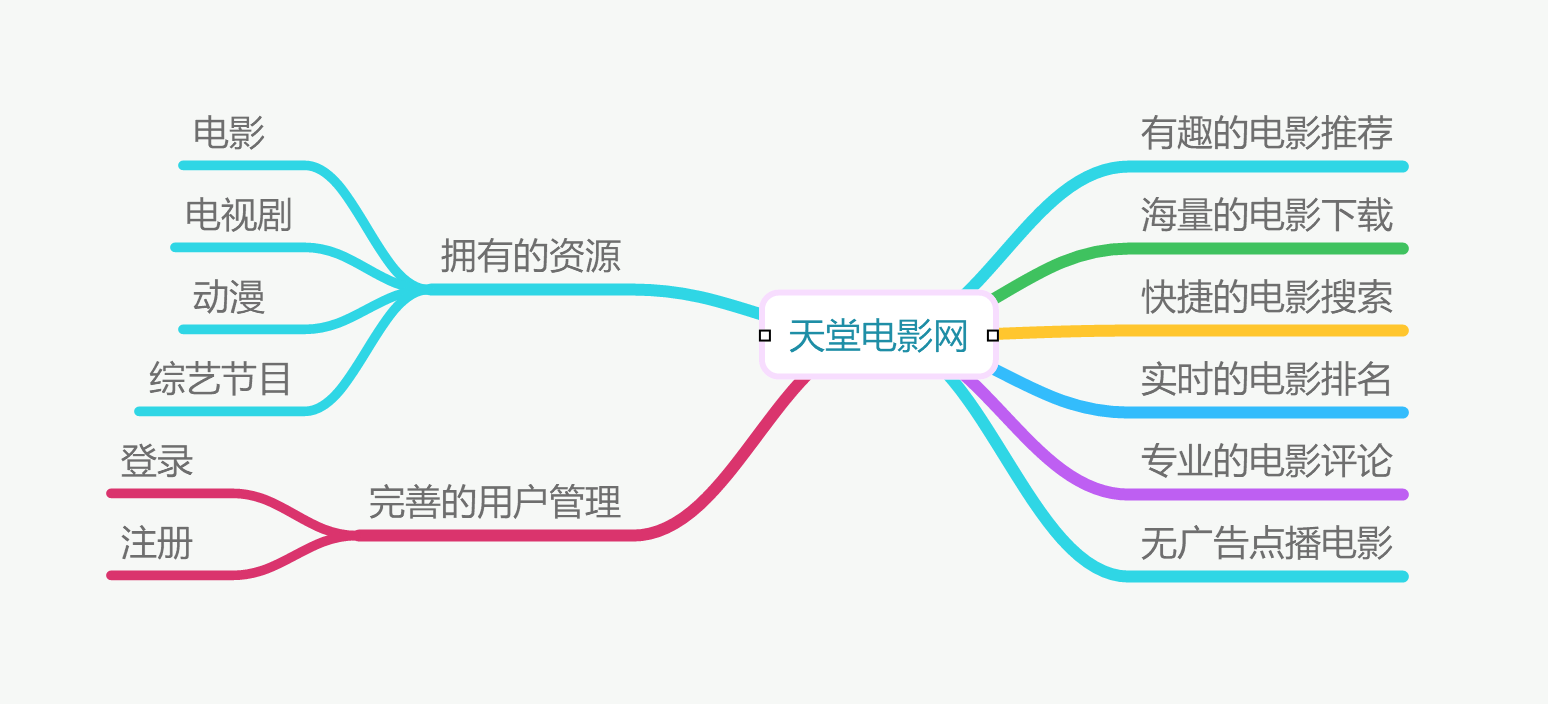 天堂电影网
有趣的电影推荐
海量的电影下载
快捷的电影搜索
实时的电影排名
专业的电影评论
无广告点播电影
拥有的资源
电影
电视剧
动漫
综艺节目
完善的用户管理
登录
注册